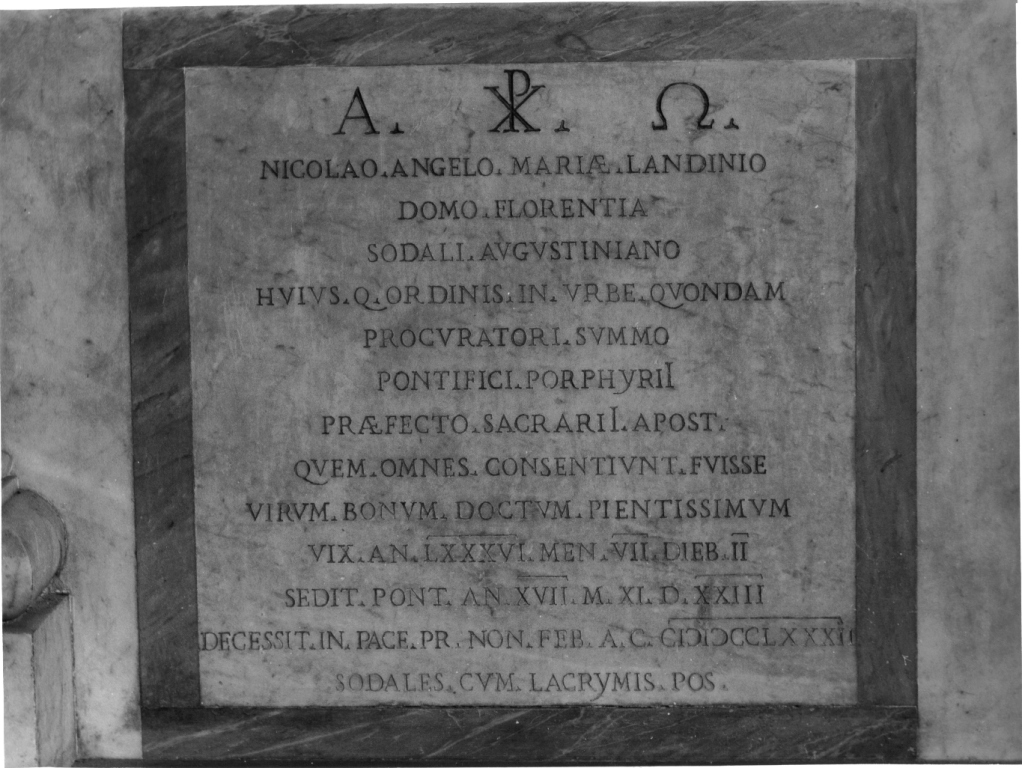 Α. ☧. Ω.
NICOLAO.ANGELO.MARIÆ.LANDINIO
DOMO.FLORENTIA
SODALI.AVGVSTINIANO
HVIVS.Q.ORDINIS.IN.VRBE.QVONDAM
PROCVRATORI.SVMMO
PONTIFICI.PORPHYRII
PRÆFECTO.SACRARII.APOST.
QVEM.OMNES.CONSENTIVNT.FVISSE
VIRVM.BONVM.DOCTVM.PIENTISSIMVM
VIX.AN.LXXXVI.MEN.VII.DIEB.II
SEDIT.PONT.AN.XVII.M.XI.D.XXIII
DECESSIT.IN.PACE.PR.NON.FEB.A.C.
SODALES.CVM.LACRYMIS.POS.